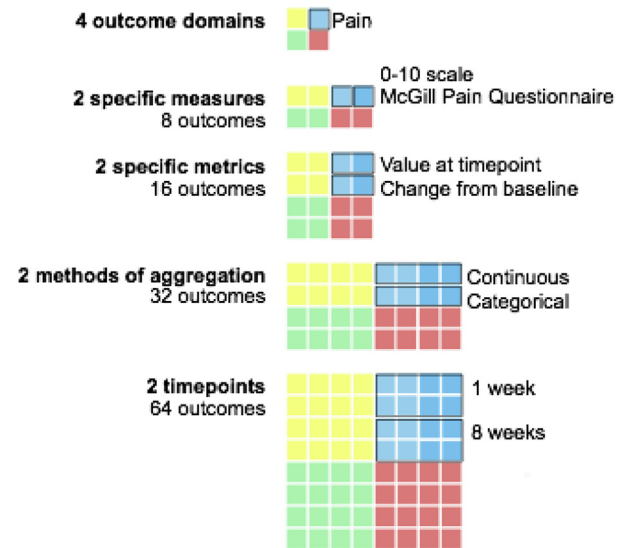 4 outcome domains
Pain
2 specific measures
8 outcomes
0-10 scale
McGill Pain Questionnaire
2 specific metrics
16 outcomes
Value at timepoint
Change from baseline
2 methods of aggregation
32 outcomes
Continuous
Categorical
2 timepoints
64 outcomes
1 week
8 weeks